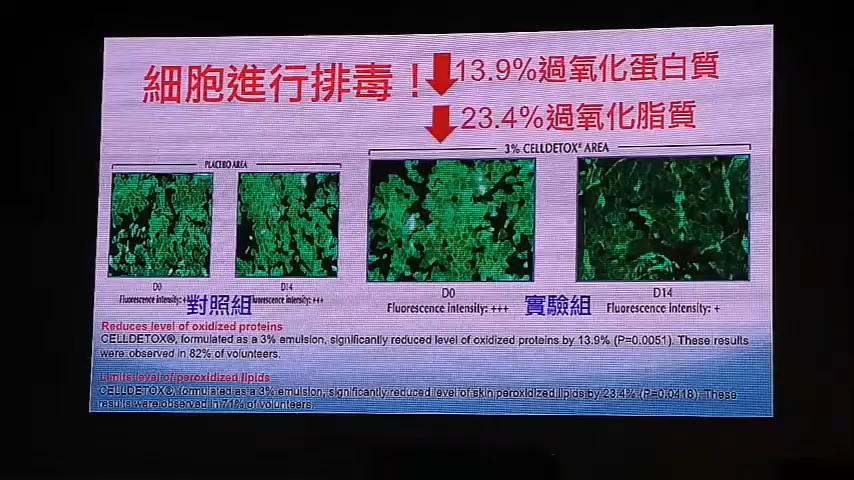 細胞進行排毒！
13.9%過氧化蛋白質
23.4%過氧化脂質
PLACEBO AREA
3% CELLDETOX® AREA
D0
D14
D0
D14
Fluorescence intensity: +
對照組
Fluorescence intensity: +++
Fluorescence intensity: +++
實驗組
Fluorescence intensity: +
Reduces level of oxidized proteins
CELLDETOX®, formulated as a 3% emulsion, significantly reduced level of oxidized proteins by 13.9% (P=0.0051). These results
were observed in 82% of volunteers.
Limits level of peroxidized lipids
CELLDETOX®, formulated as a 3% emulsion, significantly reduced level of skin peroxidized lipids by 23.4% (P=0.0418). These
results were observed in 71% of volunteers.